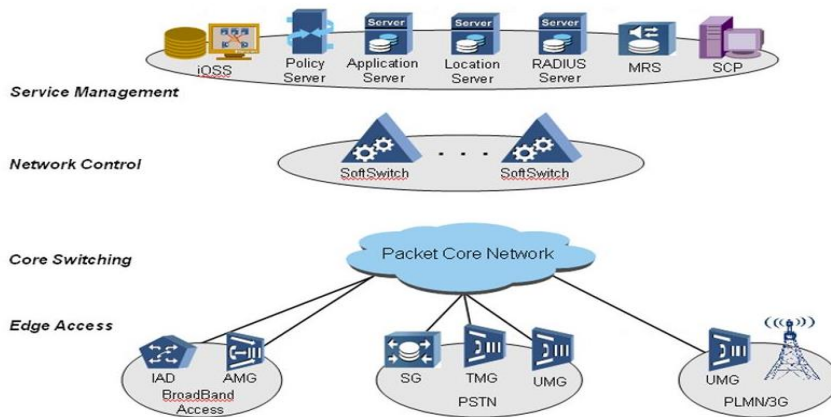 Server
Server
Server
iOSS
Policy Server
Application Server
Location Server
RADIUS Server
MRS
SCP
Service Management
Network Control
SoftSwitch
. . .
SoftSwitch
Core Switching
Packet Core Network
Edge Access
IAD
AMG
BroadBand Access
SG
TMG
UMG
PSTN
UMG
PLMN/3G